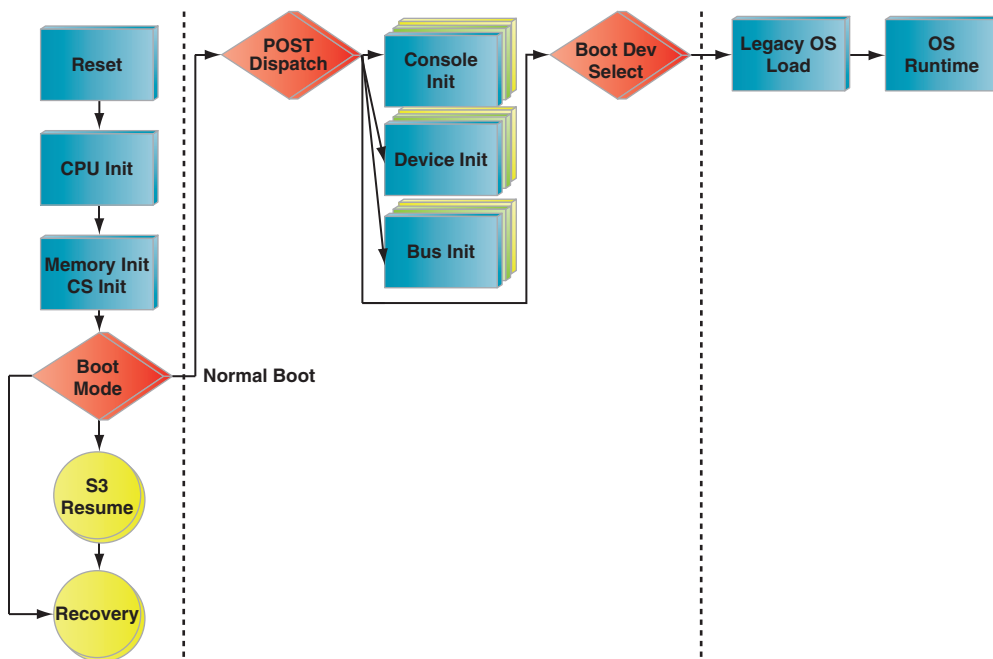 Reset
CPU Init
Memory Init
CS Init
Boot
Mode
Normal Boot
S3
Resume
Recovery
POST
Dispatch
Console
Init
Device Init
Bus Init
Boot Dev
Select
Legacy OS
Load
OS
Runtime